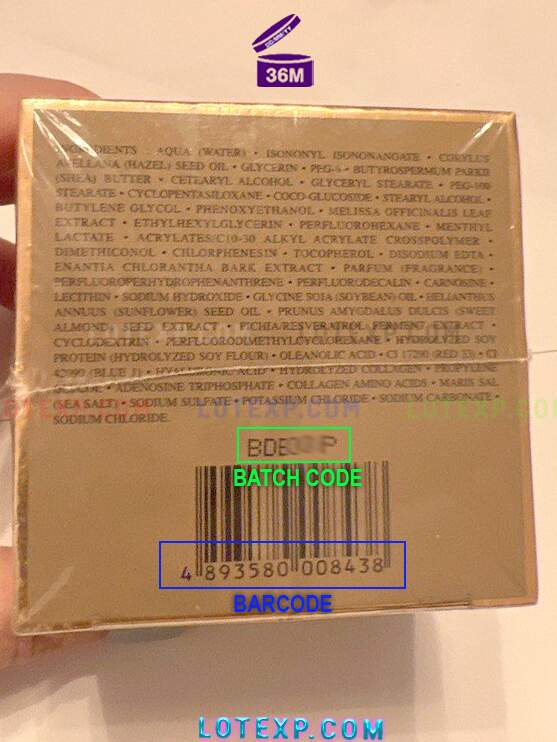 DD/MM/YY
36M
INGREDIENTS : AQUA (WATER) • ISONONYL ISONONANOATE • CORYLUS
AVELLANA (HAZEL) SEED OIL • GLYCERIN • PEG-8 • BUTYROSPERMUM PARKII
(SHEA) BUTTER • CETEARYL ALCOHOL • GLYCERYL STEARATE • PEG-100
STEARATE • CYCLOPENTASILOXANE • COCO-GLUCOSIDE • STEARYL ALCOHOL •
BUTYLENE GLYCOL • PHENOXYETHANOL • MELISSA OFFICINALIS LEAF
EXTRACT • ETHYLHEXYLGLYCERIN • PERFLUOROHEXANE • MENTHYL
LACTATE • ACRYLATES/C10-30 ALKYL ACRYLATE CROSSPOLYMER •
DIMETHICONOL • CHLORPHENESIN • TOCOPHEROL • DISODIUM EDTA •
ENANTIA CHLORANTHA BARK EXTRACT • PARFUM (FRAGRANCE) •
PERFLUOROPERHYDROPHENANTHRENE • PERFLUORODECALIN • CARNOSINE •
LECITHIN • SODIUM HYDROXIDE • GLYCINE SOJA (SOYBEAN) OIL • HELIANTHUS
ANNUUS (SUNFLOWER) SEED OIL • PRUNUS AMYGDALUS DULCIS (SWEET
ALMOND) SEED EXTRACT • PICHIA/RESVERATROL FERMENT EXTRACT •
CYCLODEXTRIN • PERFLUORODIMETHYLCYCLOHEXANE • HYDROLYZED SOY
PROTEIN (HYDROLYZED SOY FLOUR) • OLEANOLIC ACID • CI 17200 (RED 33) • CI
42090 (BLUE 1) • HYALURONIC ACID • HYDROLYZED COLLAGEN • PROPYLENE
GLYCOL • ADENOSINE TRIPHOSPHATE • COLLAGEN AMINO ACIDS • MARIS SAL
(SEA SALT) • SODIUM SULFATE • POTASSIUM CHLORIDE • SODIUM CARBONATE •
SODIUM CHLORIDE.
LOTEXP.COM LOTEXP.COM LOTEXP.COM
BATCH CODE
4 893580 008438
BARCODE
LOTEXP.COM